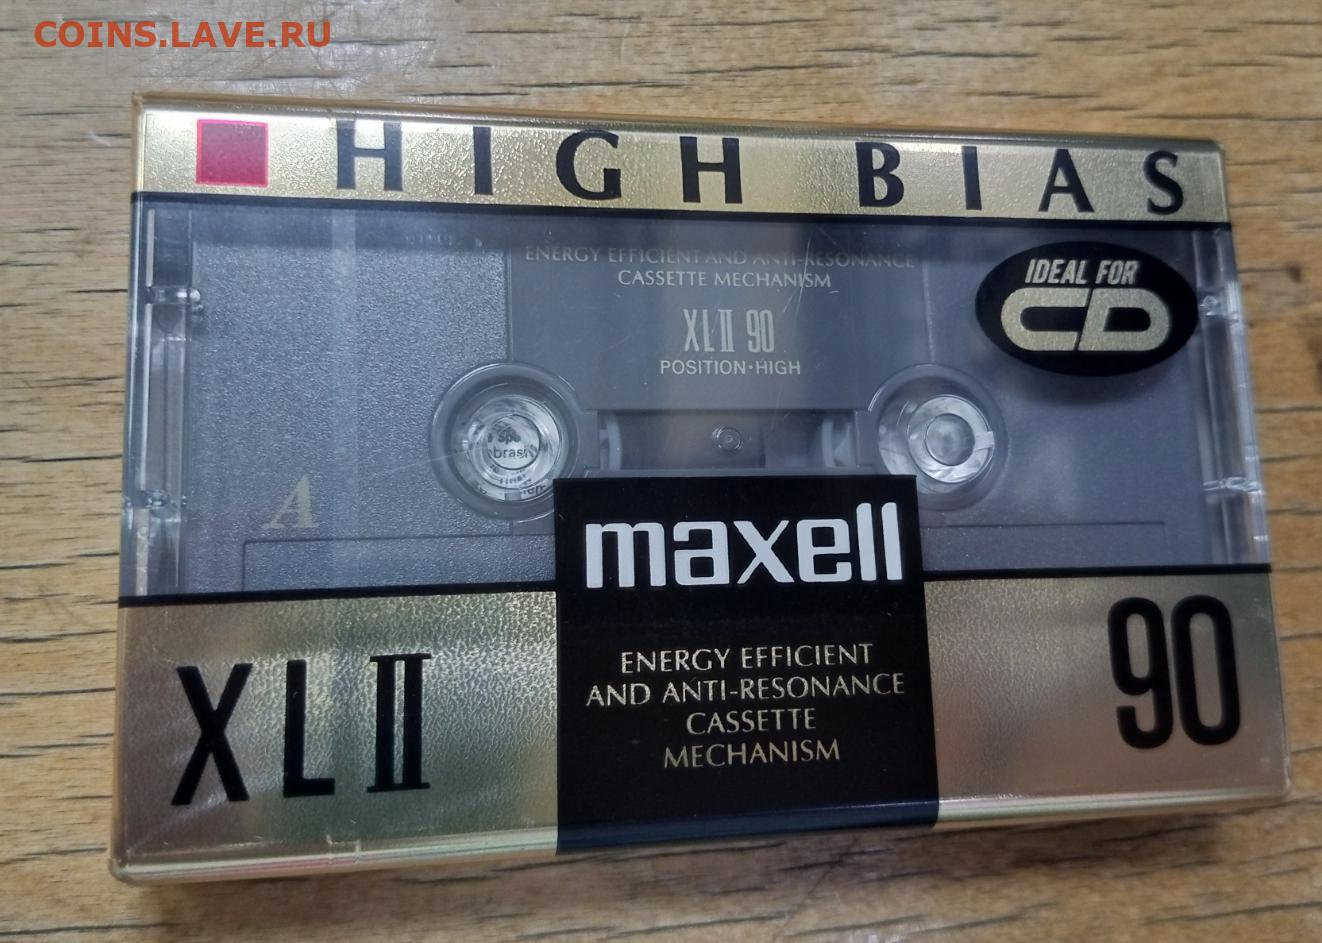 COINS.LAVE.RU
HIGH BIAS
ENERGY EFFICIENT AND ANTI-RESONANCE
CASSETTE MECHANISM
IDEAL FOR
CD
XLII 90
POSITION·HIGH
A
maxell
ENERGY EFFICIENT
AND ANTI-RESONANCE
CASSETTE
MECHANISM
XLII
90